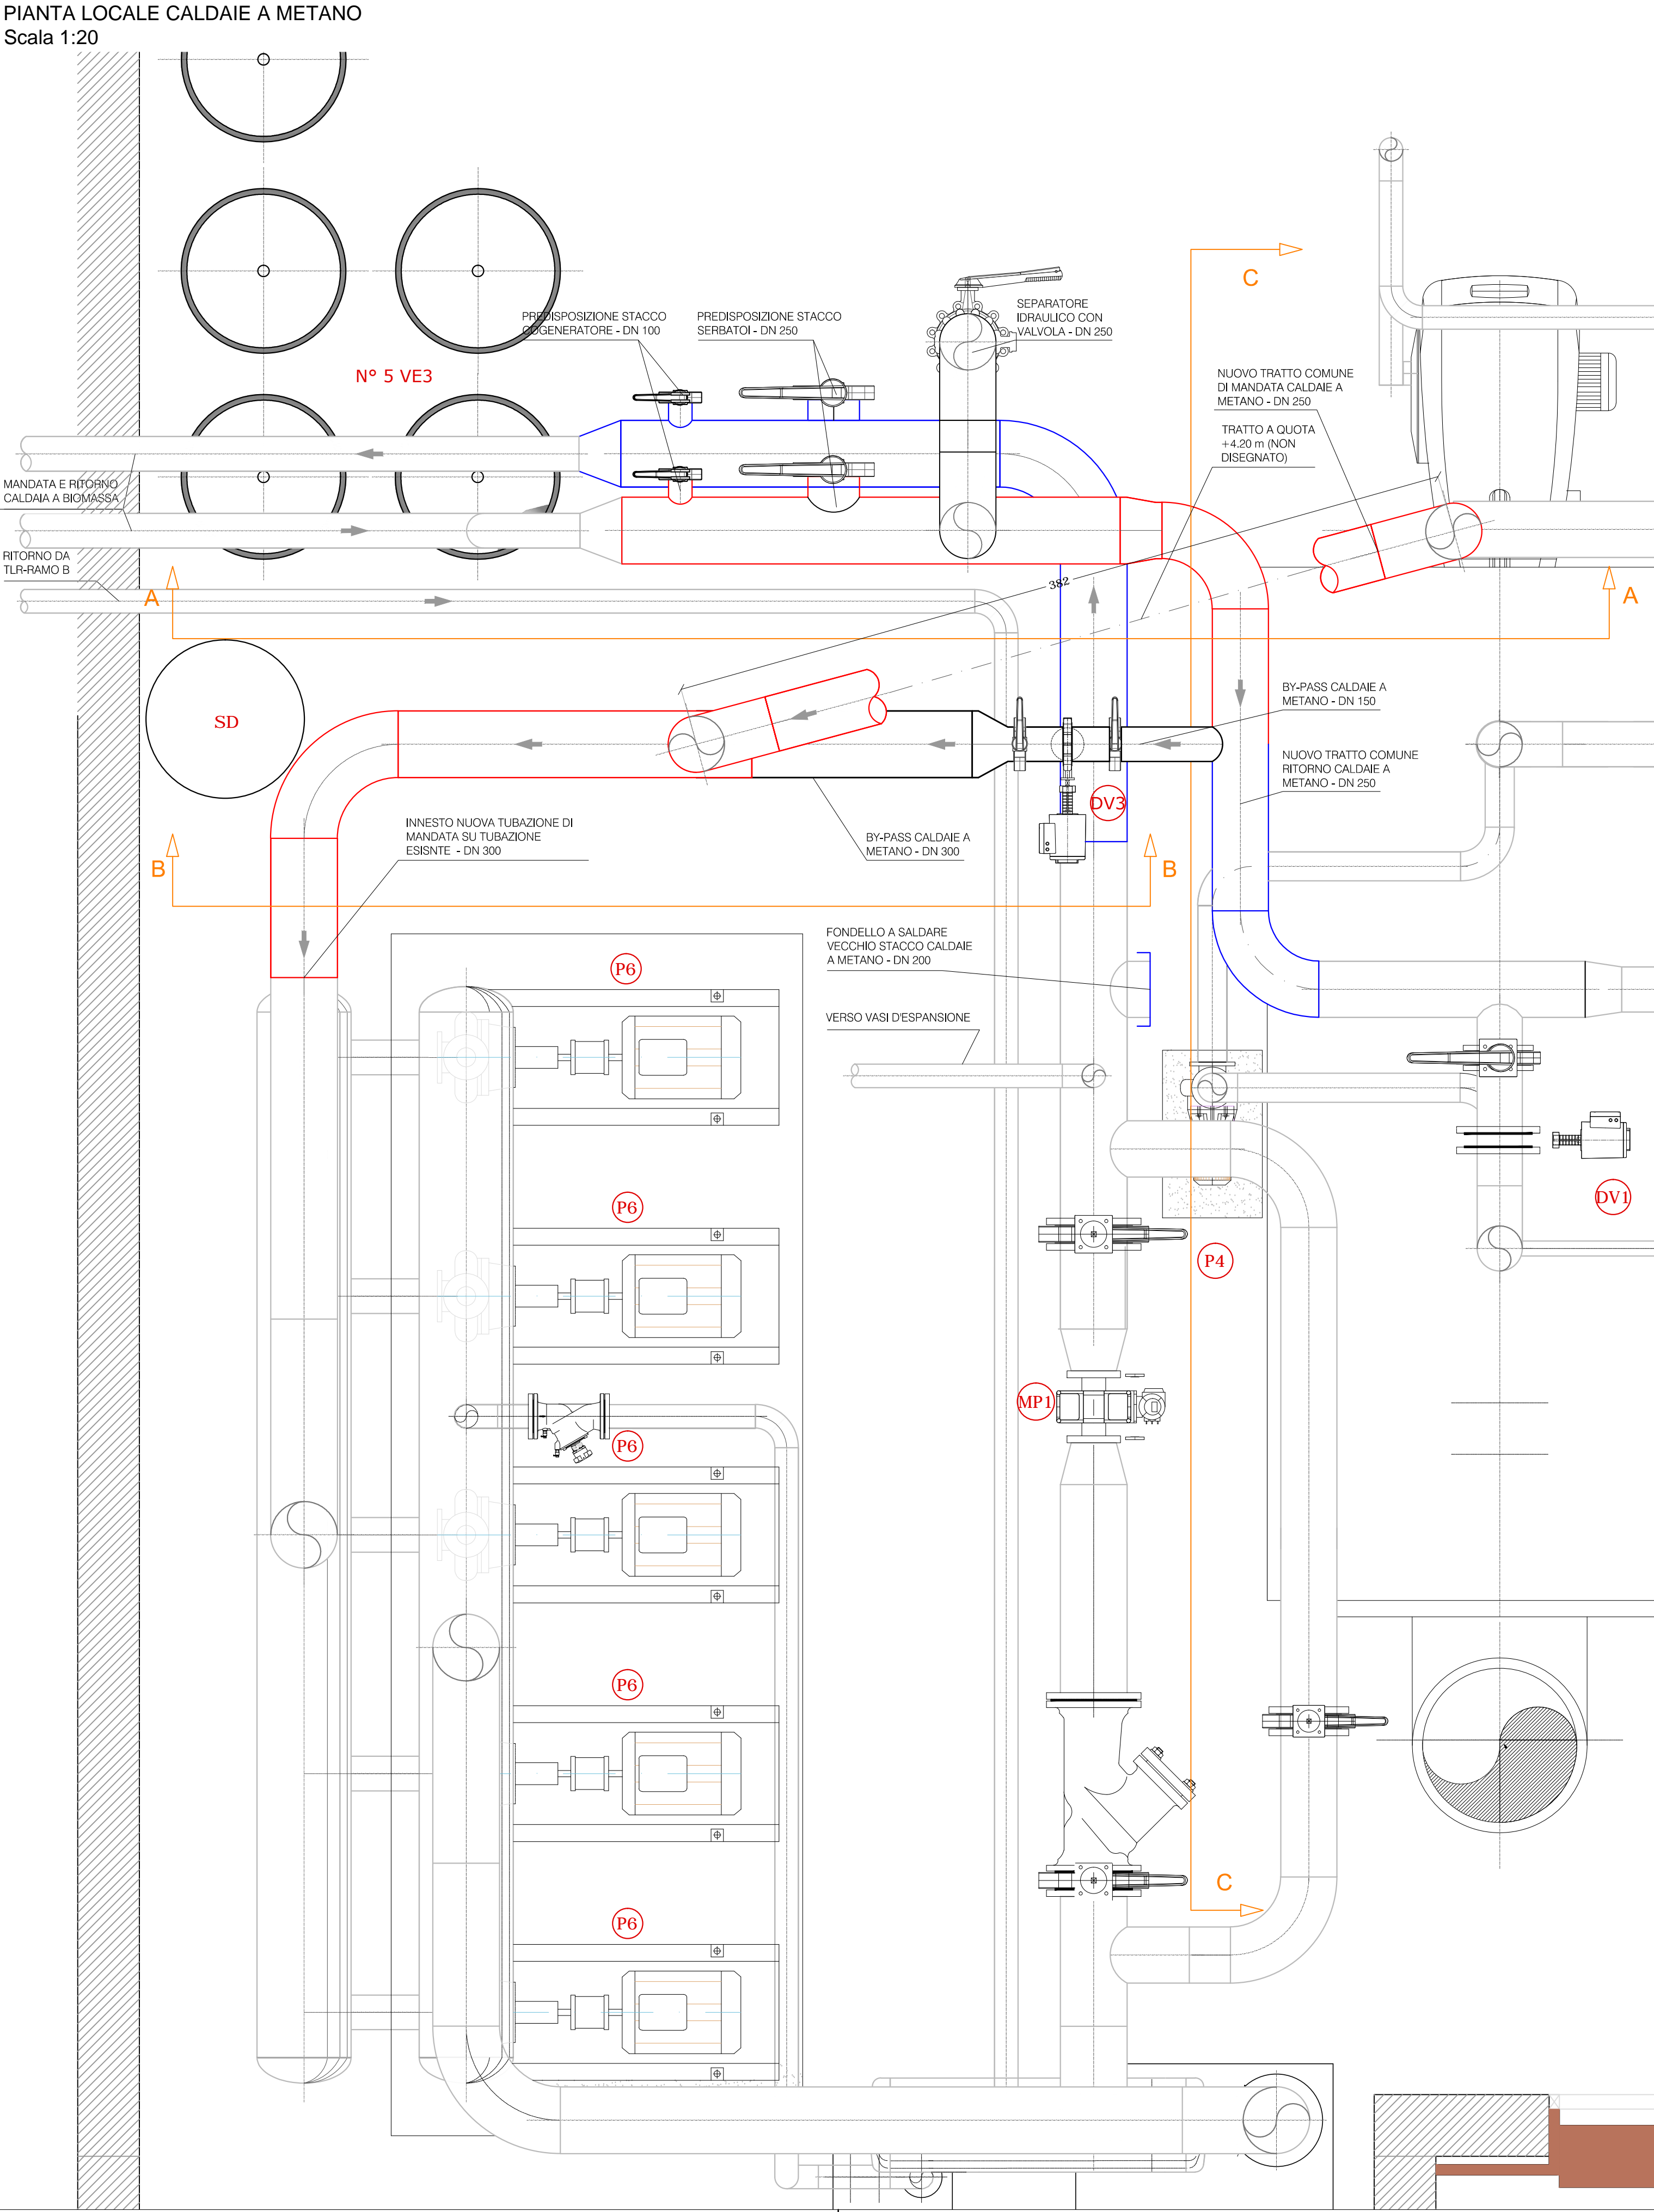 PIANTA LOCALE CALDAIE A METANO
Scala 1:20
C
SEPARATORE
IDRAULICO CON
VALVOLA - DN 250
PREDISPOSIZIONE STACCO
COGENERATORE - DN 100
PREDISPOSIZIONE STACCO
SERBATOI - DN 250
N° 5 VE3
NUOVO TRATTO COMUNE
DI MANDATA CALDAIE A
METANO - DN 250
TRATTO A QUOTA
+4.20 m (NON
DISEGNATO)
MANDATA E RITORNO
CALDAIA A BIOMASSA
RITORNO DA
TLR-RAMO B
382
A
A
SD
BY-PASS CALDAIE A
METANO - DN 150
NUOVO TRATTO COMUNE
RITORNO CALDAIE A
METANO - DN 250
DV3
INNESTO NUOVA TUBAZIONE DI
MANDATA SU TUBAZIONE
ESISNTE - DN 300
BY-PASS CALDAIE A
METANO - DN 300
B
B
FONDELLO A SALDARE
VECCHIO STACCO CALDAIE
A METANO - DN 200
P6
VERSO VASI D'ESPANSIONE
DV1
P6
P4
MP1
P6
P6
C
P6